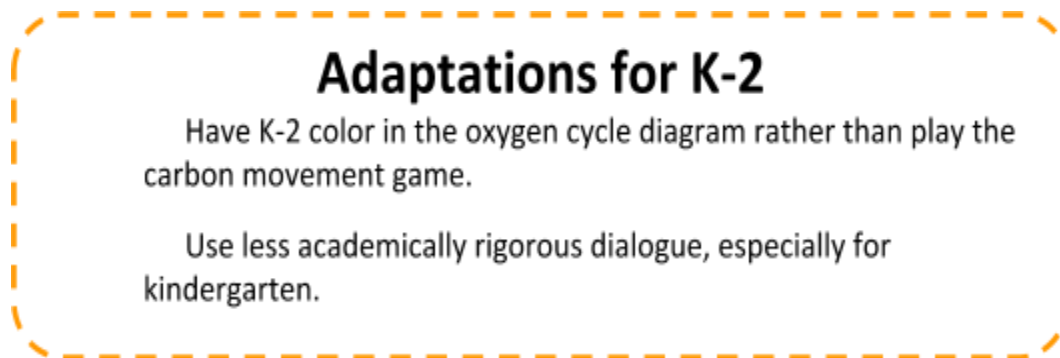 Adaptations for K-2
Have K-2 color in the oxygen cycle diagram rather than play the
carbon movement game.
Use less academically rigorous dialogue, especially for
kindergarten.